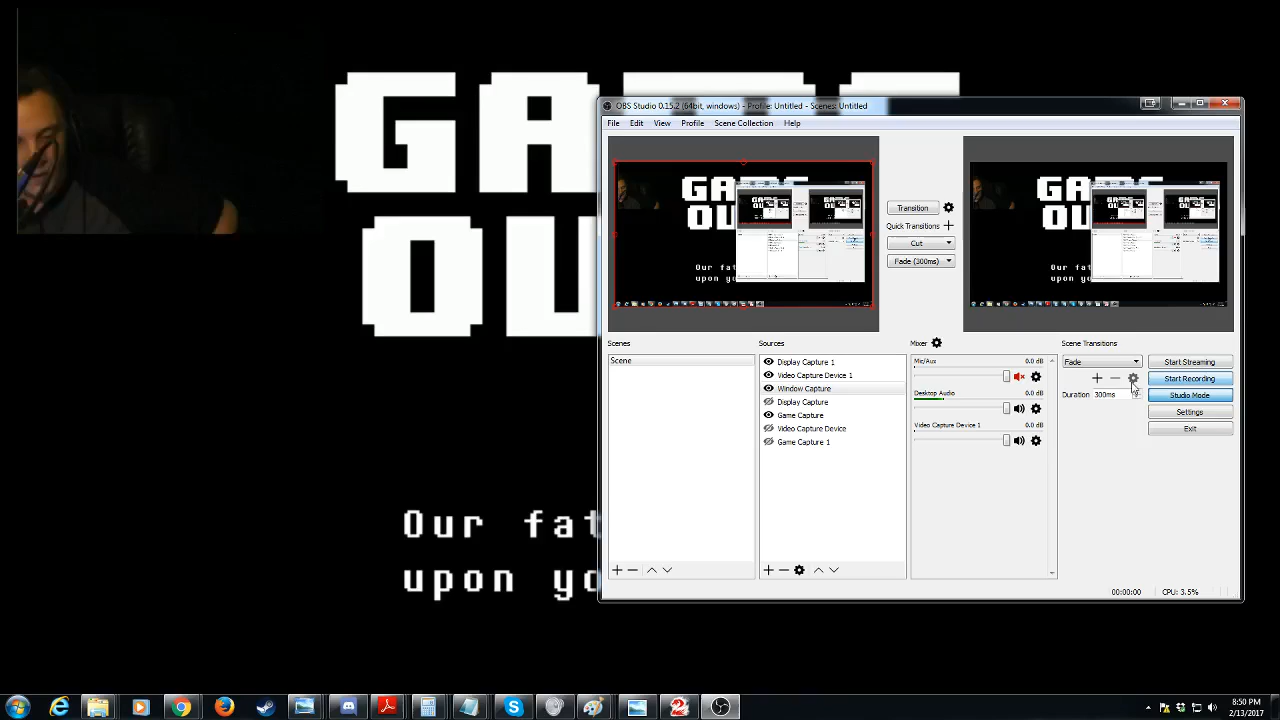 GAME
OBS Studio 0.15.2 (64bit, windows) - Profile: Untitled - Scenes: Untitled
File Edit View Profile Scene Collection Help
Transition
Quick Transitions
Cut
Fade (300ms)
Scenes
Scene
Sources
Display Capture 1
Video Capture Device 1
Window Capture
Display Capture
Game Capture
Video Capture Device
Game Capture 1
Mixer
Mic/Aux 0.0 dB
Desktop Audio 0.0 dB
Video Capture Device 1 0.0 dB
Scene Transitions
Fade
Duration 300ms
Start Streaming
Start Recording
Studio Mode
Settings
Exit
00:00:00 CPU: 3.5%
Our
upon
8:50 PM
2/13/2017